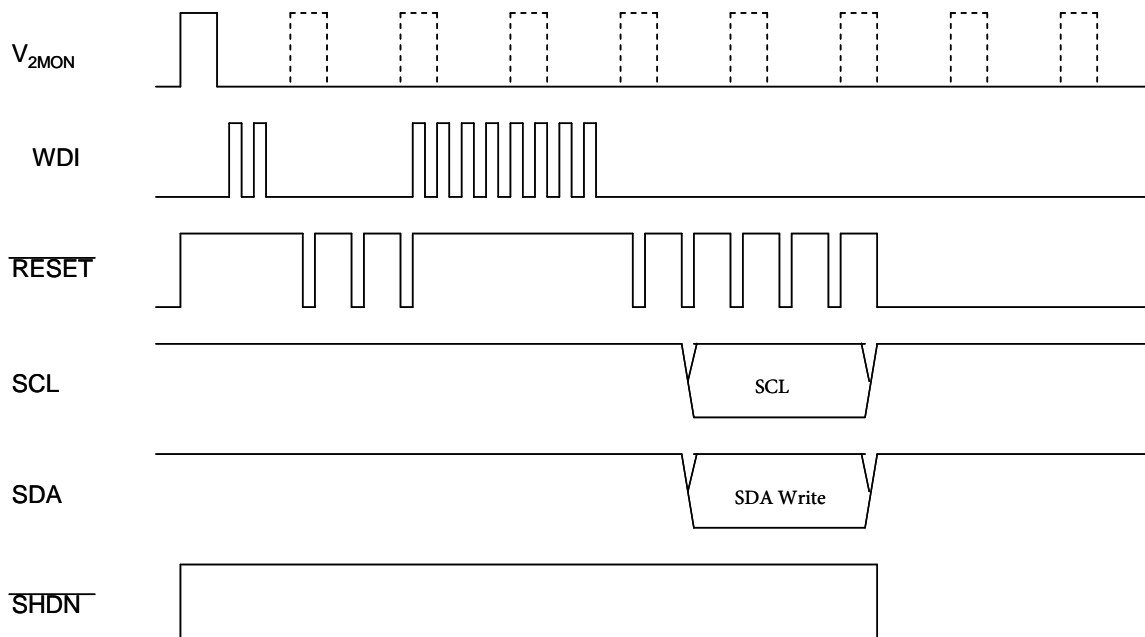 V2MON
WDI
RESET
SCL
SCL
SDA
SDA Write
SHDN